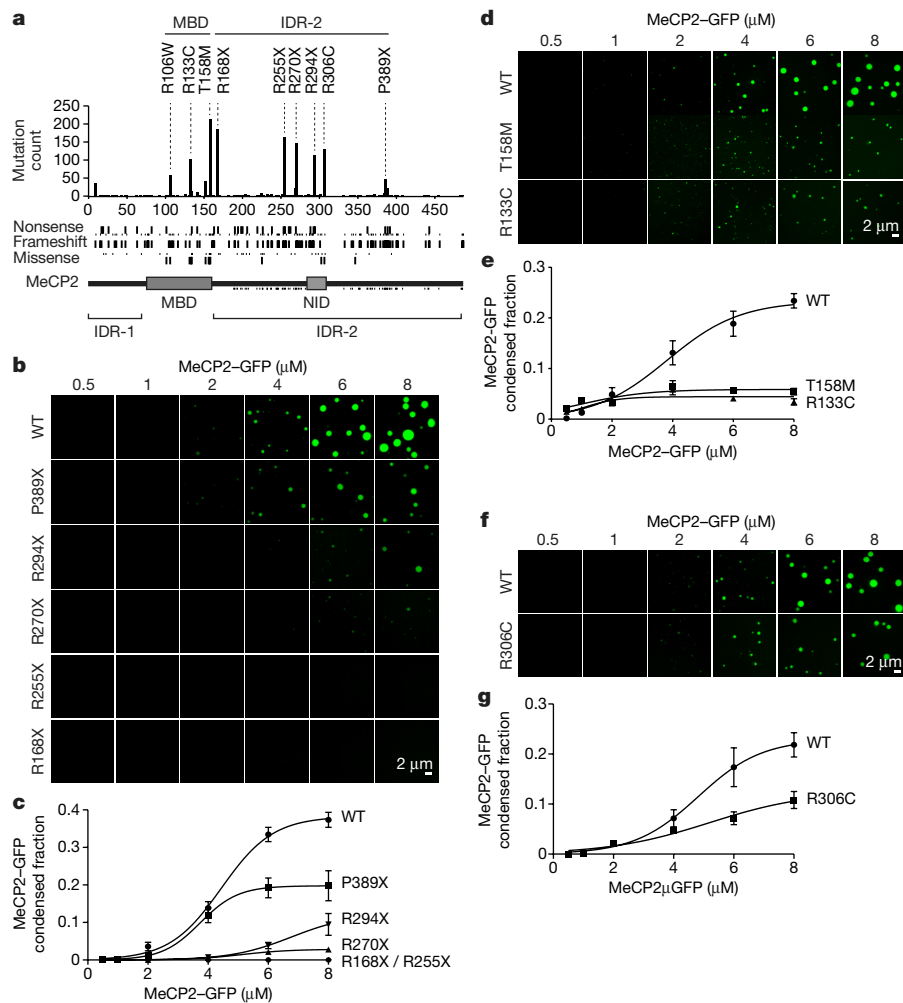 a
MBD
IDR-2
R106W
R133C
T158M
R168X
R255X
R270X
R294X
R306C
P389X
Mutation
count
250
200
150
100
50
0
0 50 100 150 200 250 300 350 400 450
Nonsense
Frameshift
Missense
MeCP2
MBD
NID
IDR-1
IDR-2
b
MeCP2–GFP (μM)
0.5 1 2 4 6 8
WT
P389X
R294X
R270X
R255X
R168X
2 μm
c
MeCP2–GFP
condensed fraction
0.4
0.3
0.2
0.1
0
0 2 4 6 8
MeCP2–GFP (μM)
WT
P389X
R294X
R270X
R168X / R255X
d
MeCP2–GFP (μM)
0.5 1 2 4 6 8
WT
T158M
R133C
2 μm
e
MeCP2-GFP
condensed fraction
0.3
0.2
0.1
0
0 2 4 6 8
MeCP2–GFP (μM)
WT
T158M
R133C
f
MeCP2–GFP (μM)
0.5 1 2 4 6 8
WT
R306C
2 μm
g
MeCP2–GFP
condensed fraction
0.3
0.2
0.1
0
0 2 4 6 8
MeCP2μGFP (μM)
WT
R306C